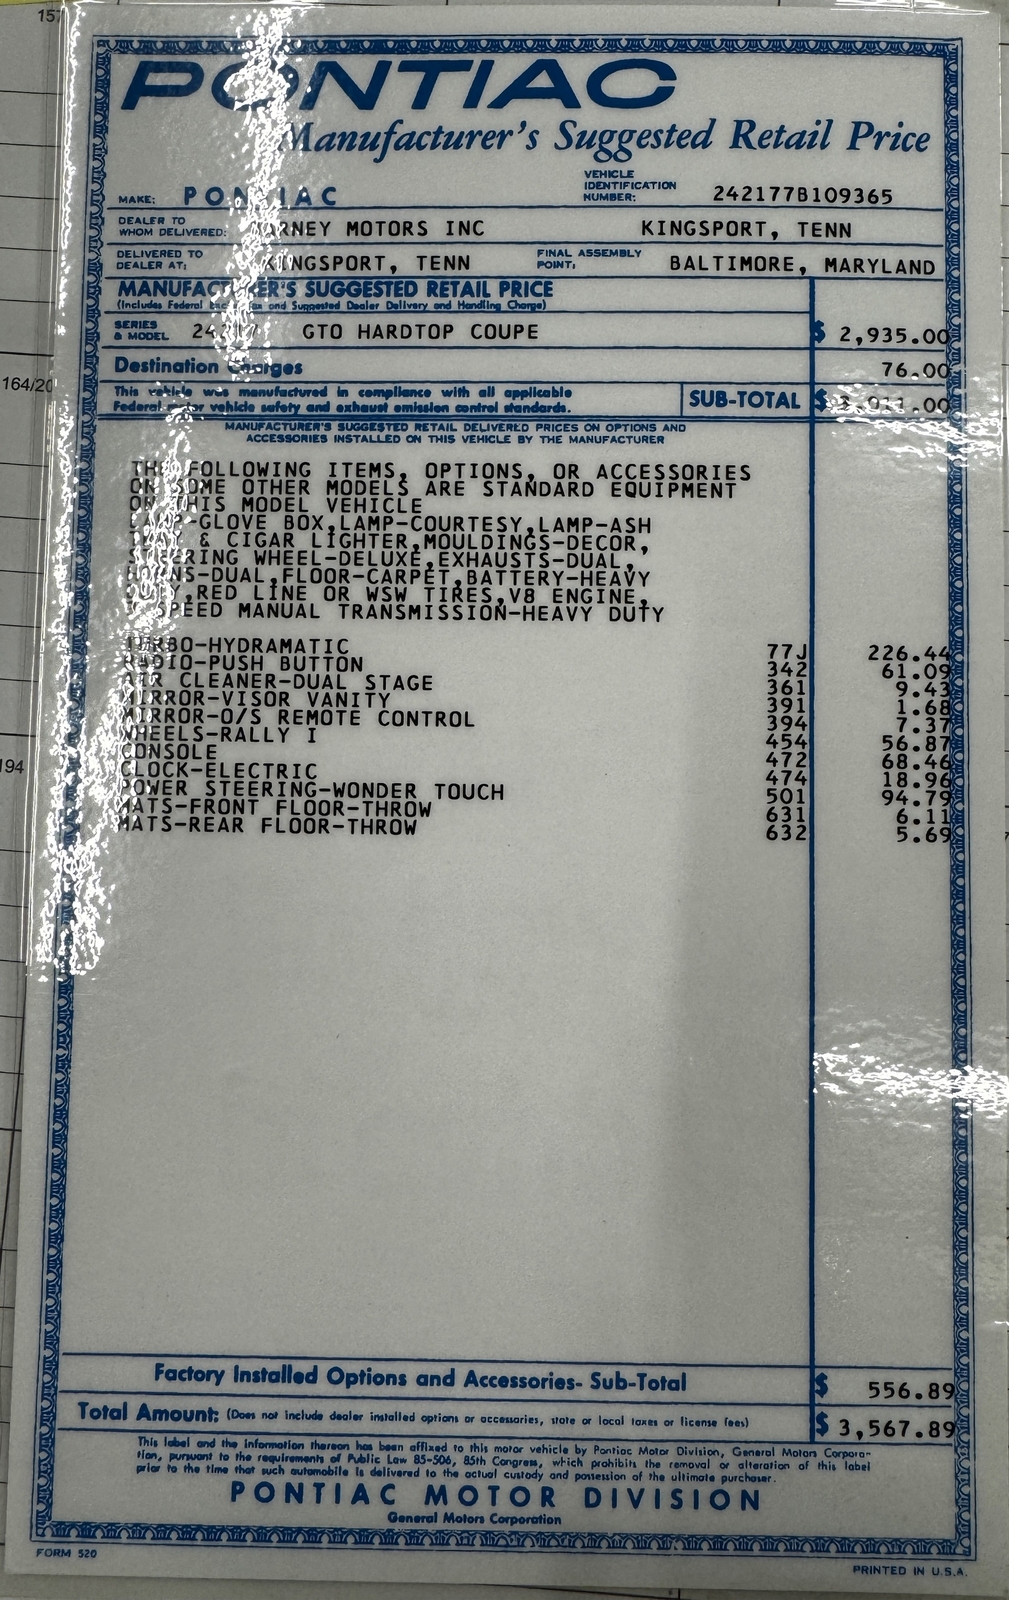 157
PONTIAC
Manufacturer's Suggested Retail Price
MAKE: PONTIAC
VEHICLE IDENTIFICATION NUMBER: 242177B109365
DEALER TO WHOM DELIVERED: ARNEY MOTORS INC KINGSPORT, TENN
DELIVERED TO DEALER AT: KINGSPORT, TENN FINAL ASSEMBLY POINT: BALTIMORE, MARYLAND
MANUFACTURER'S SUGGESTED RETAIL PRICE
(Includes Federal Excise Tax and Suggested Dealer Delivery and Handling Charge)
SERIES & MODEL 24217 GTO HARDTOP COUPE $ 2,935.00
Destination Charges 76.00
164/20
This vehicle was manufactured in compliance with all applicable
Federal motor vehicle safety and exhaust emission control standards. SUB-TOTAL $ 3,011.00
MANUFACTURER'S SUGGESTED RETAIL DELIVERED PRICES ON OPTIONS AND
ACCESSORIES INSTALLED ON THIS VEHICLE BY THE MANUFACTURER
THE FOLLOWING ITEMS, OPTIONS, OR ACCESSORIES
ON SOME OTHER MODELS ARE STANDARD EQUIPMENT
ON THIS MODEL VEHICLE
LAMP-GLOVE BOX,LAMP-COURTESY,LAMP-ASH
TRAY & CIGAR LIGHTER,MOULDINGS-DECOR,
STEERING WHEEL-DELUXE,EXHAUSTS-DUAL,
HORNS-DUAL,FLOOR-CARPET,BATTERY-HEAVY
DUTY,RED LINE OR WSW TIRES,V8 ENGINE,
SPEED MANUAL TRANSMISSION-HEAVY DUTY
TURBO-HYDRAMATIC 77J 226.44
RADIO-PUSH BUTTON 342 61.09
AIR CLEANER-DUAL STAGE 361 9.43
MIRROR-VISOR VANITY 391 1.68
MIRROR-O/S REMOTE CONTROL 394 7.37
WHEELS-RALLY I 454 56.87
CONSOLE 472 68.46
194
CLOCK-ELECTRIC 474 18.96
POWER STEERING-WONDER TOUCH 501 94.79
MATS-FRONT FLOOR-THROW 631 6.11
MATS-REAR FLOOR-THROW 632 5.69
Factory Installed Options and Accessories- Sub-Total $ 556.89
Total Amount: (Does not include dealer installed options or accessories, state or local taxes or license fees) $ 3,567.89
This label and the information thereon has been affixed to this motor vehicle by Pontiac Motor Division, General Motors Corpora-
tion, pursuant to the requirements of Public Law 85-506, 85th Congress, which prohibits the removal or alteration of this label
prior to the time that such automobile is delivered to the actual custody and possession of the ultimate purchaser.
PONTIAC MOTOR DIVISION
General Motors Corporation
FORM 520
PRINTED IN U.S.A.